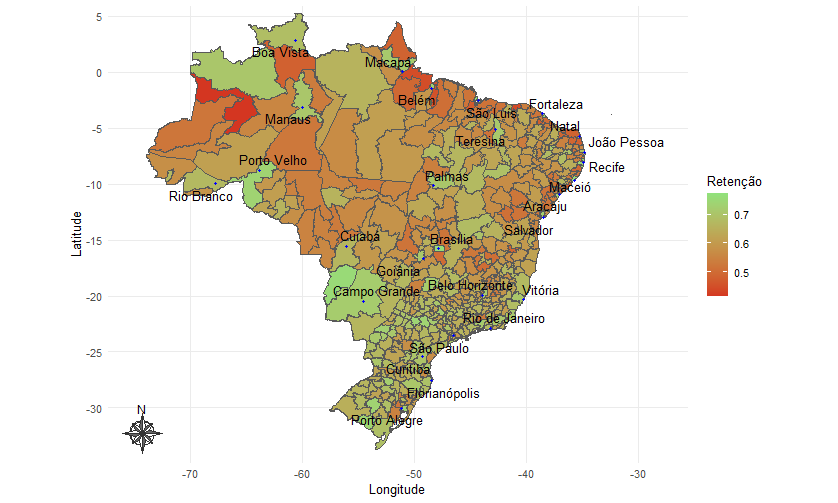 5
0
-5
-10
-15
-20
-25
-30
Latitude
Boa Vista
Macapá
Belém
Manaus
São Luís
Fortaleza
Natal
João Pessoa
Teresina
Recife
Porto Velho
Palmas
Maceió
Rio Branco
Aracaju
Salvador
Cuiabá
Brasília
Goiânia
Campo Grande
Belo Horizonte
Vitória
Rio de Janeiro
São Paulo
Curitiba
Florianópolis
Porto Alegre
N
-70
-60
-50
-40
-30
Longitude
Retenção
0.7
0.6
0.5